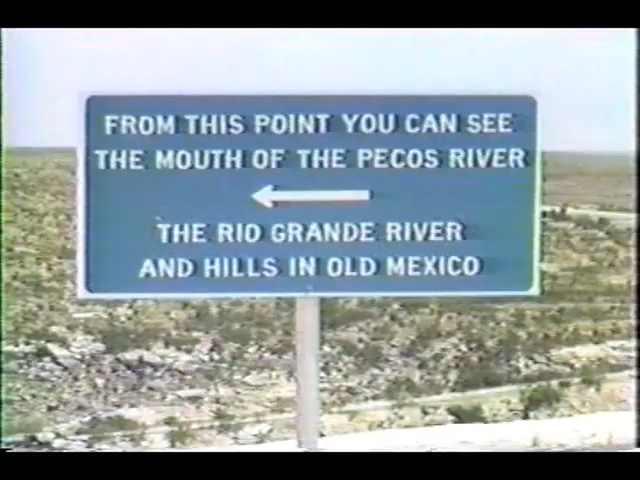 FROM THIS POINT YOU CAN SEE
THE MOUTH OF THE PECOS RIVER
THE RIO GRANDE RIVER
AND HILLS IN OLD MEXICO